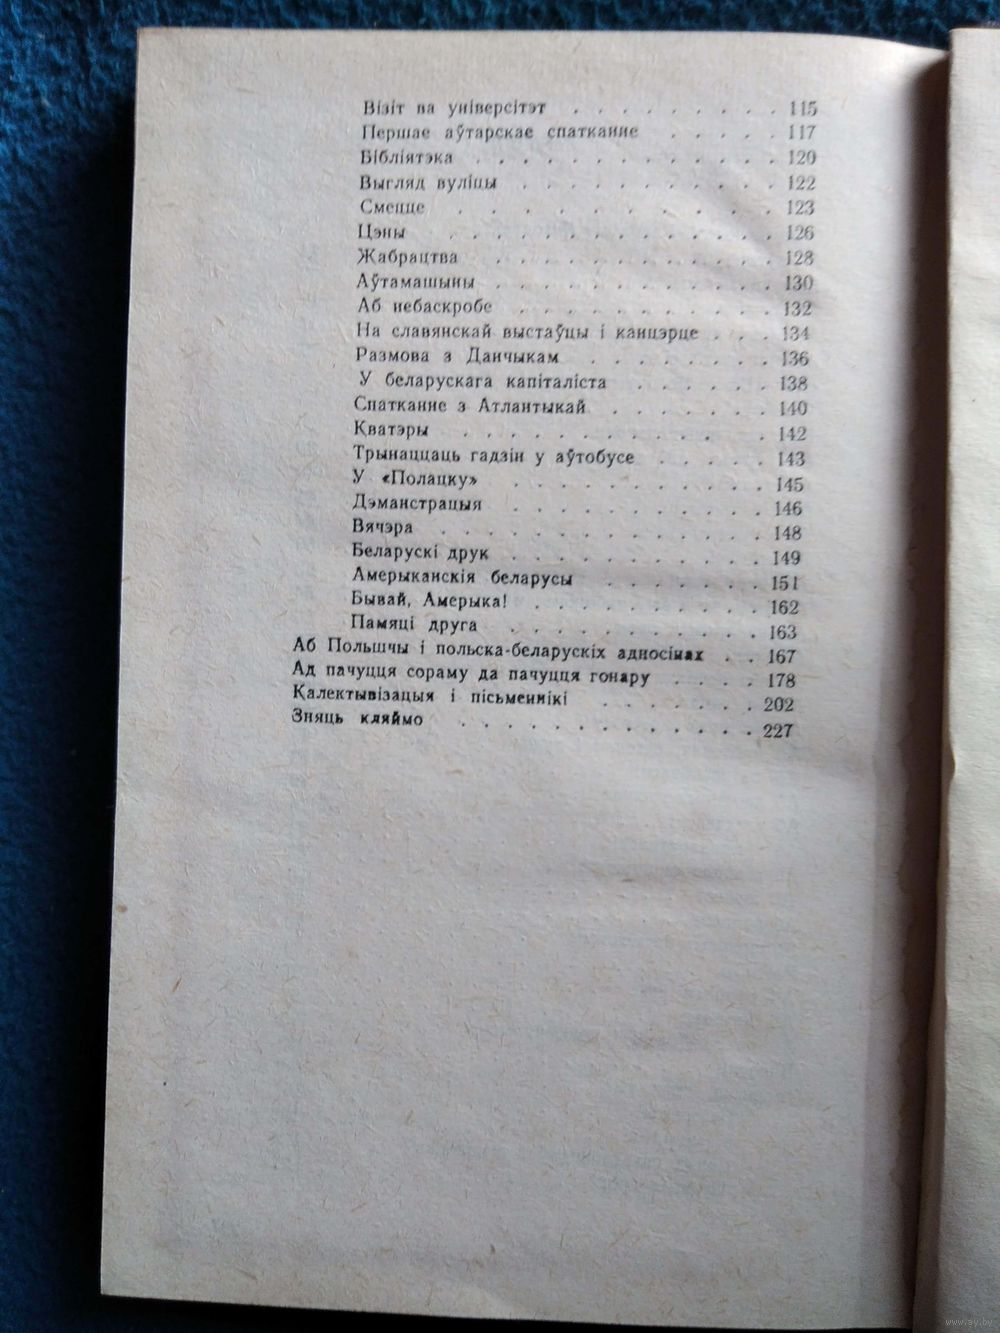 Візіт на універсітэт . . . . . . . . . 115
Першае аўтарскае спатканне . . . . . 117
Бібліятэка . . . . . . . . . . . . . 120
Выгляд вуліцы . . . . . . . . . . . 122
Смецце . . . . . . . . . . 123
Цэны . . . . . . . . . . . . . . 126
Жабрацтва . . . . . . . . . . . . 128
Аўтамашыны . . . . . . . . . . . . 130
Аб небаскробе . . . . . . . . . . . 132
На славянскай выстаўцы і канцэрце . . . 134
Размова з Данчыкам . . . . . . . . 136
У беларускага капіталіста . . . . . . 138
Спатканне з Атлантыкай . . . . . . . 140
Кватэры . . . . . . . . . . . . 142
Трынаццаць гадзін у аўтобусе . . . . . 143
У «Полацку» . . . . . . . . . . . 145
Дэманстрацыя . . . . . . . . . . . 146
Вячэра . . . . . . . . . . . . . . 148
Беларускі друк . . . . . . . . . . . 149
Амерыканскія беларусы . . . . . . . 151
Бывай, Амерыка! . . . . . . . . . . 162
Памяці друга . . . . . . . . . . . 163
Аб Польшчы і польска-беларускіх адносінах . . 167
Ад пачуцця сораму да пачуцця гонару . . . . 178
Калектывізацыя і пісьменнікі . . . . . . . 202
Зняць кляймо . . . . . . . . . . . . . 227
www.ay.by